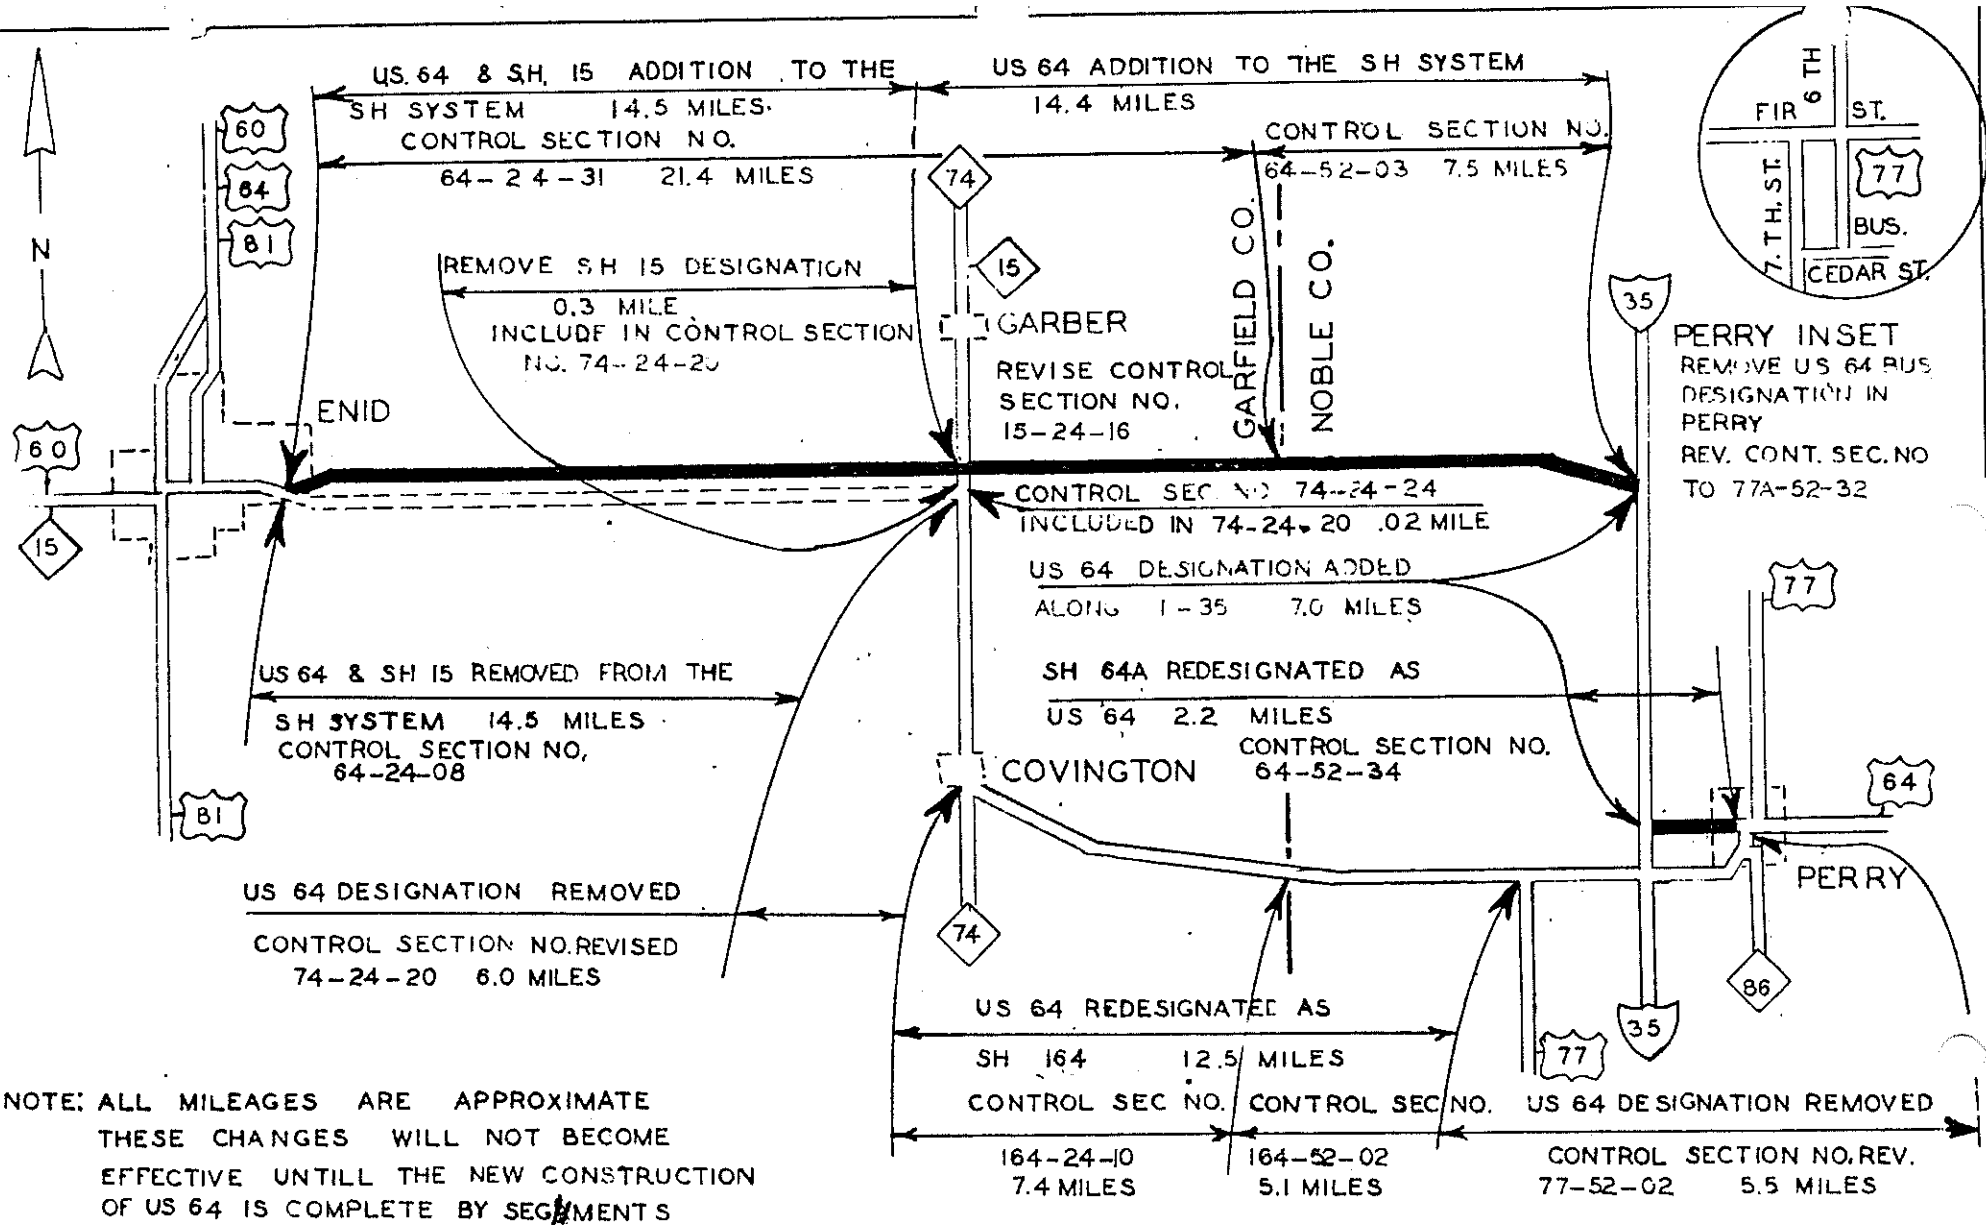 US. 64 & SH. 15 ADDITION TO THE
SH SYSTEM 14.5 MILES.
CONTROL SECTION NO.
64-24-31 21.4 MILES
US 64 ADDITION TO THE SH SYSTEM
14.4 MILES
CONTROL SECTION NO.
64-52-03 7.5 MILES
6 TH
FIR ST.
7.TH.ST.
77
BUS.
CEDAR ST.
60
64
81
N
74
15
REMOVE SH 15 DESIGNATION
0.3 MILE
INCLUDE IN CONTROL SECTION
NO. 74-24-20
GARBER
REVISE CONTROL
SECTION NO.
15-24-16
GARFIELD CO.
NOBLE CO.
35
PERRY INSET
REMOVE US 64 BUS
DESIGNATION IN
PERRY
REV. CONT. SEC. NO
TO 77A-52-32
ENID
60
15
CONTROL SEC. NO 74-24-24
INCLUDED IN 74-24-20 .02 MILE
US 64 DESIGNATION ADDED
ALONG I-35 7.0 MILES
77
US 64 & SH 15 REMOVED FROM THE
SH SYSTEM 14.5 MILES
CONTROL SECTION NO,
64-24-08
SH 64A REDESIGNATED AS
US 64 2.2 MILES
CONTROL SECTION NO.
64-52-34
COVINGTON
81
64
PERRY
US 64 DESIGNATION REMOVED
CONTROL SECTION NO.REVISED
74-24-20 6.0 MILES
74
86
35
77
US 64 REDESIGNATED AS
SH 164 12.5 MILES
CONTROL SEC NO.
164-24-10
7.4 MILES
CONTROL SEC NO.
164-52-02
5.1 MILES
US 64 DESIGNATION REMOVED
CONTROL SECTION NO.REV.
77-52-02 5.5 MILES
NOTE: ALL MILEAGES ARE APPROXIMATE
THESE CHANGES WILL NOT BECOME
EFFECTIVE UNTILL THE NEW CONSTRUCTION
OF US 64 IS COMPLETE BY SEGMENTS